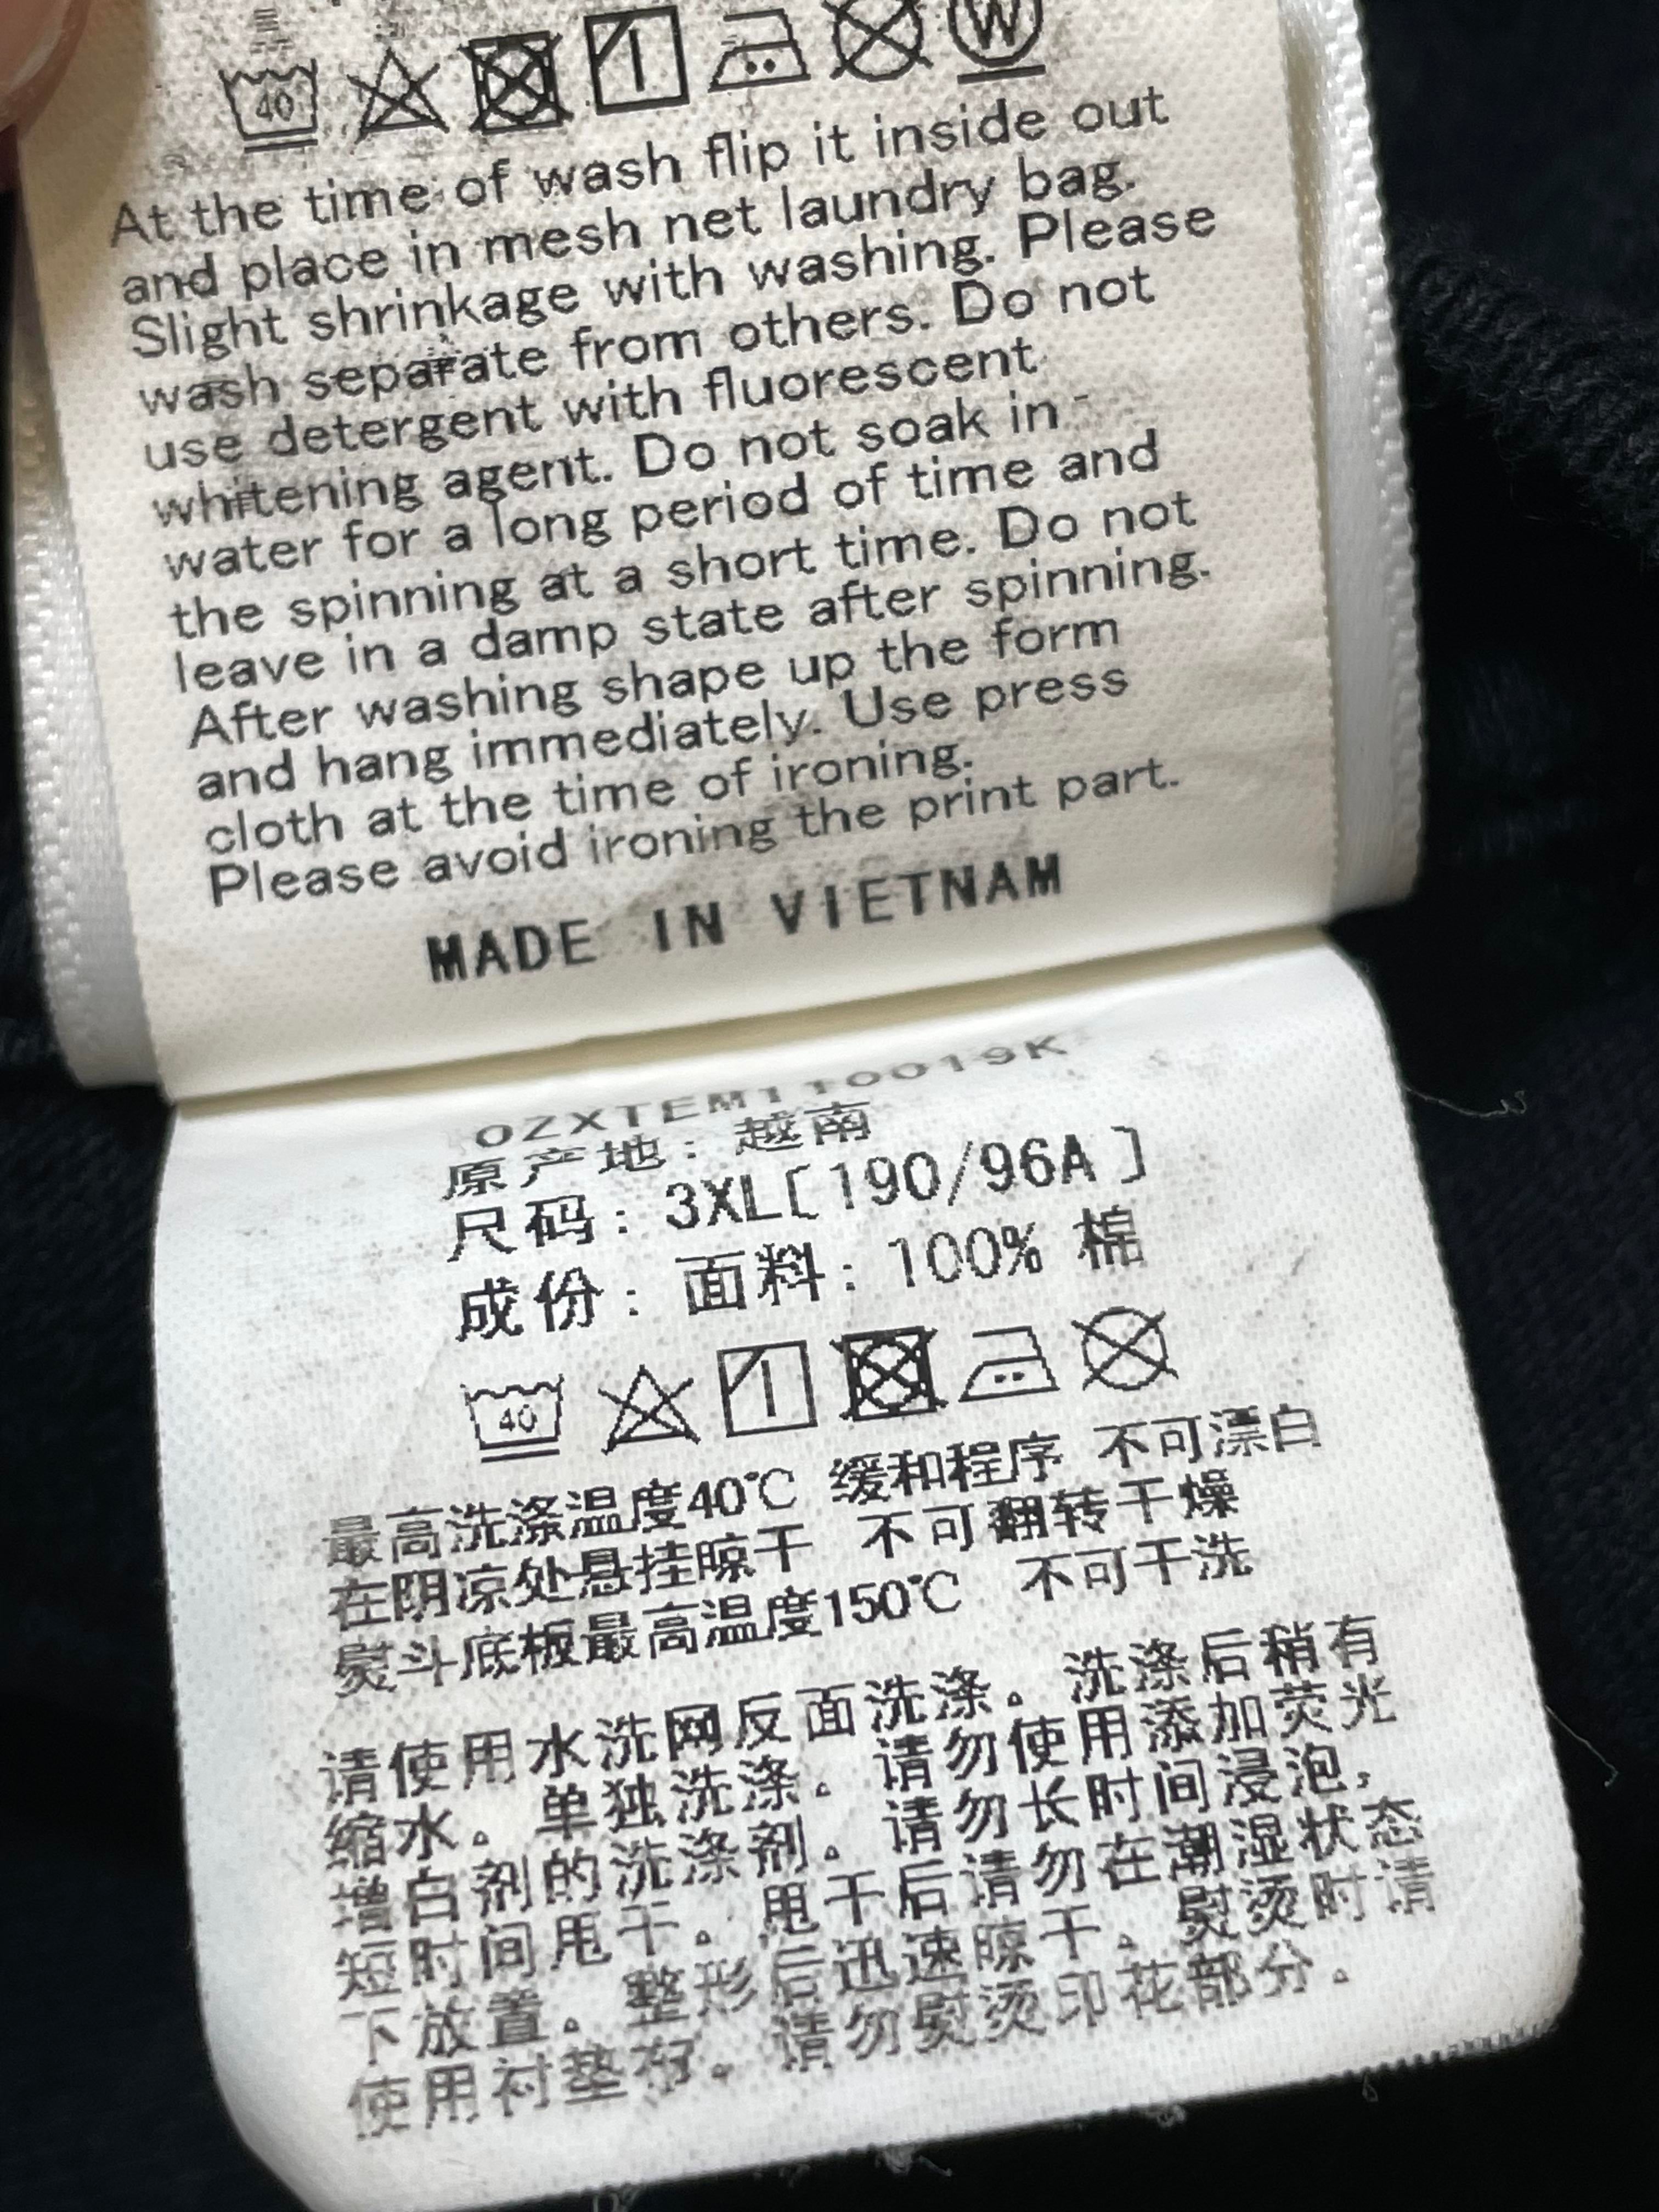 40
W
At the time of wash flip it inside out
and place in mesh net laundry bag.
Slight shrinkage with washing. Please
wash separate from others. Do not
use detergent with fluorescent
whitening agent. Do not soak in
water for a long period of time and
the spinning at a short time. Do not
leave in a damp state after spinning.
After washing shape up the form
and hang immediately. Use press
cloth at the time of ironing.
Please avoid ironing the print part.
MADE IN VIETNAM
OZXTEM110019K
原产地: 越南
尺码: 3XL[190/96A]
成份: 面料: 100% 棉
40
最高洗涤温度40℃ 缓和程序 不可漂白
在阴凉处悬挂晾干 不可翻转干燥
熨斗底板最高温度150℃ 不可干洗
请使用水洗网反面洗涤。洗涤后稍有
缩水。单独洗涤。请勿使用添加荧光
增白剂的洗涤剂。请勿长时间浸泡,
短时间甩干。甩干后请勿在潮湿状态
下放置。整形后迅速晾干。熨烫时请
使用衬垫布。请勿熨烫印花部分。